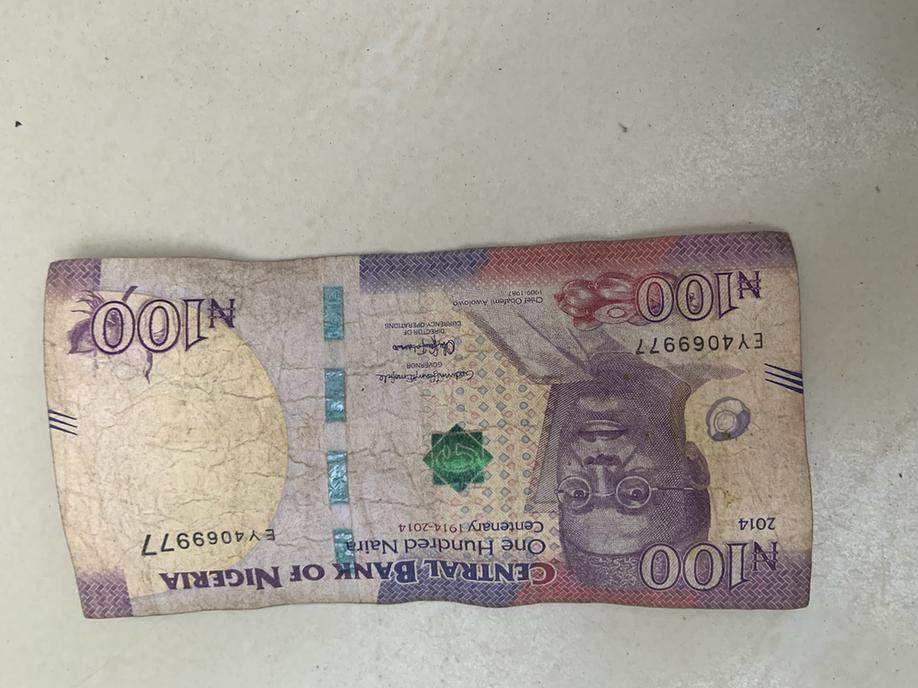 CENTRAL BANK OF NIGERIA
One Hundred Naira
Centenary 1914-2014
₦100
2014
EY4069977
GOVERNOR
DIRECTOR OF
CURRENCY OPERATIONS
Chief Obafemi Awolowo
1909-1987
EY4069977
₦100
₦100